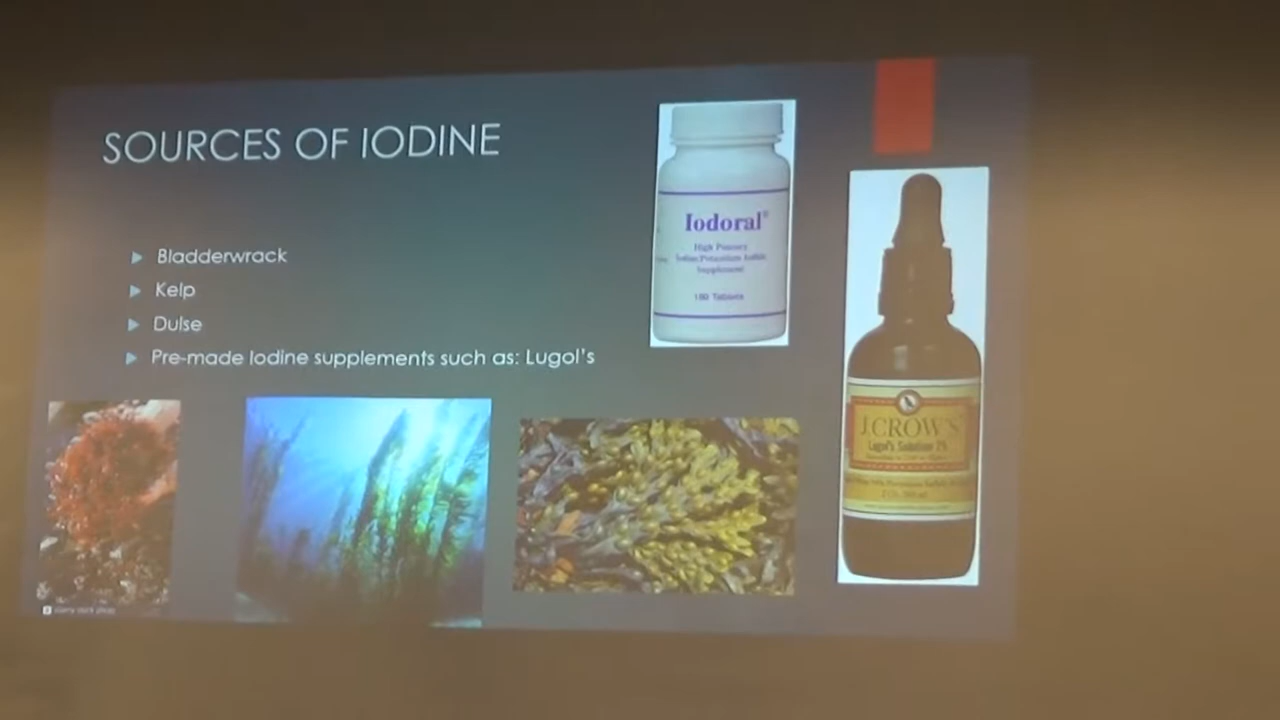 SOURCES OF IODINE
Bladderwrack
Kelp
Dulse
Pre-made Iodine supplements such as: Lugol's
Iodoral®
High Potency
Iodine/Potassium Iodide
Supplement
180 Tablets
J.CROW'S
Lugol's Solution 2%